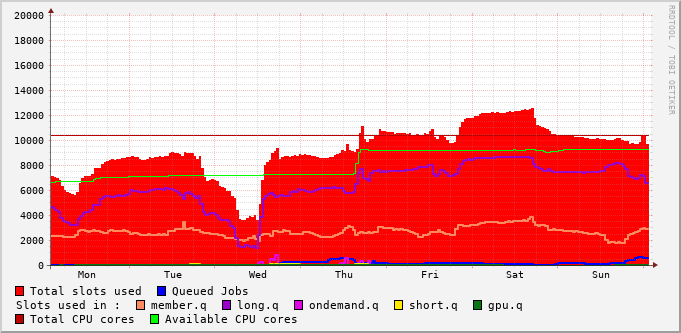 RRDTOOL / TOBI OETIKER
20000
18000
16000
14000
12000
10000
8000
6000
4000
2000
0
Mon Tue Wed Thu Fri Sat Sun
Total slots used Queued Jobs
Slots used in : member.q long.q ondemand.q short.q gpu.q
Total CPU cores Available CPU cores